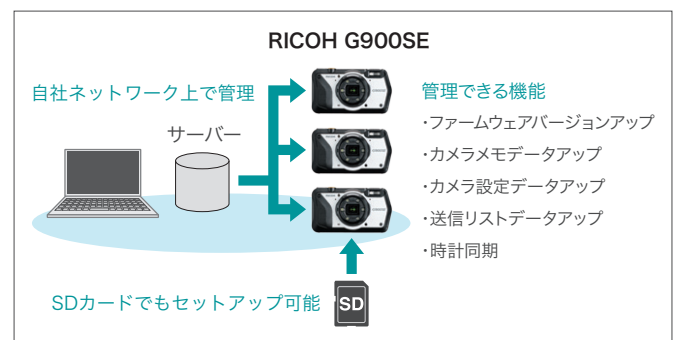 RICOH G900SE
自社ネットワーク上で管理
サーバー
管理できる機能
・ファームウェアバージョンアップ
・カメラメモデータアップ
・カメラ設定データアップ
・送信リストデータアップ
・時計同期
SDカードでもセットアップ可能
SD